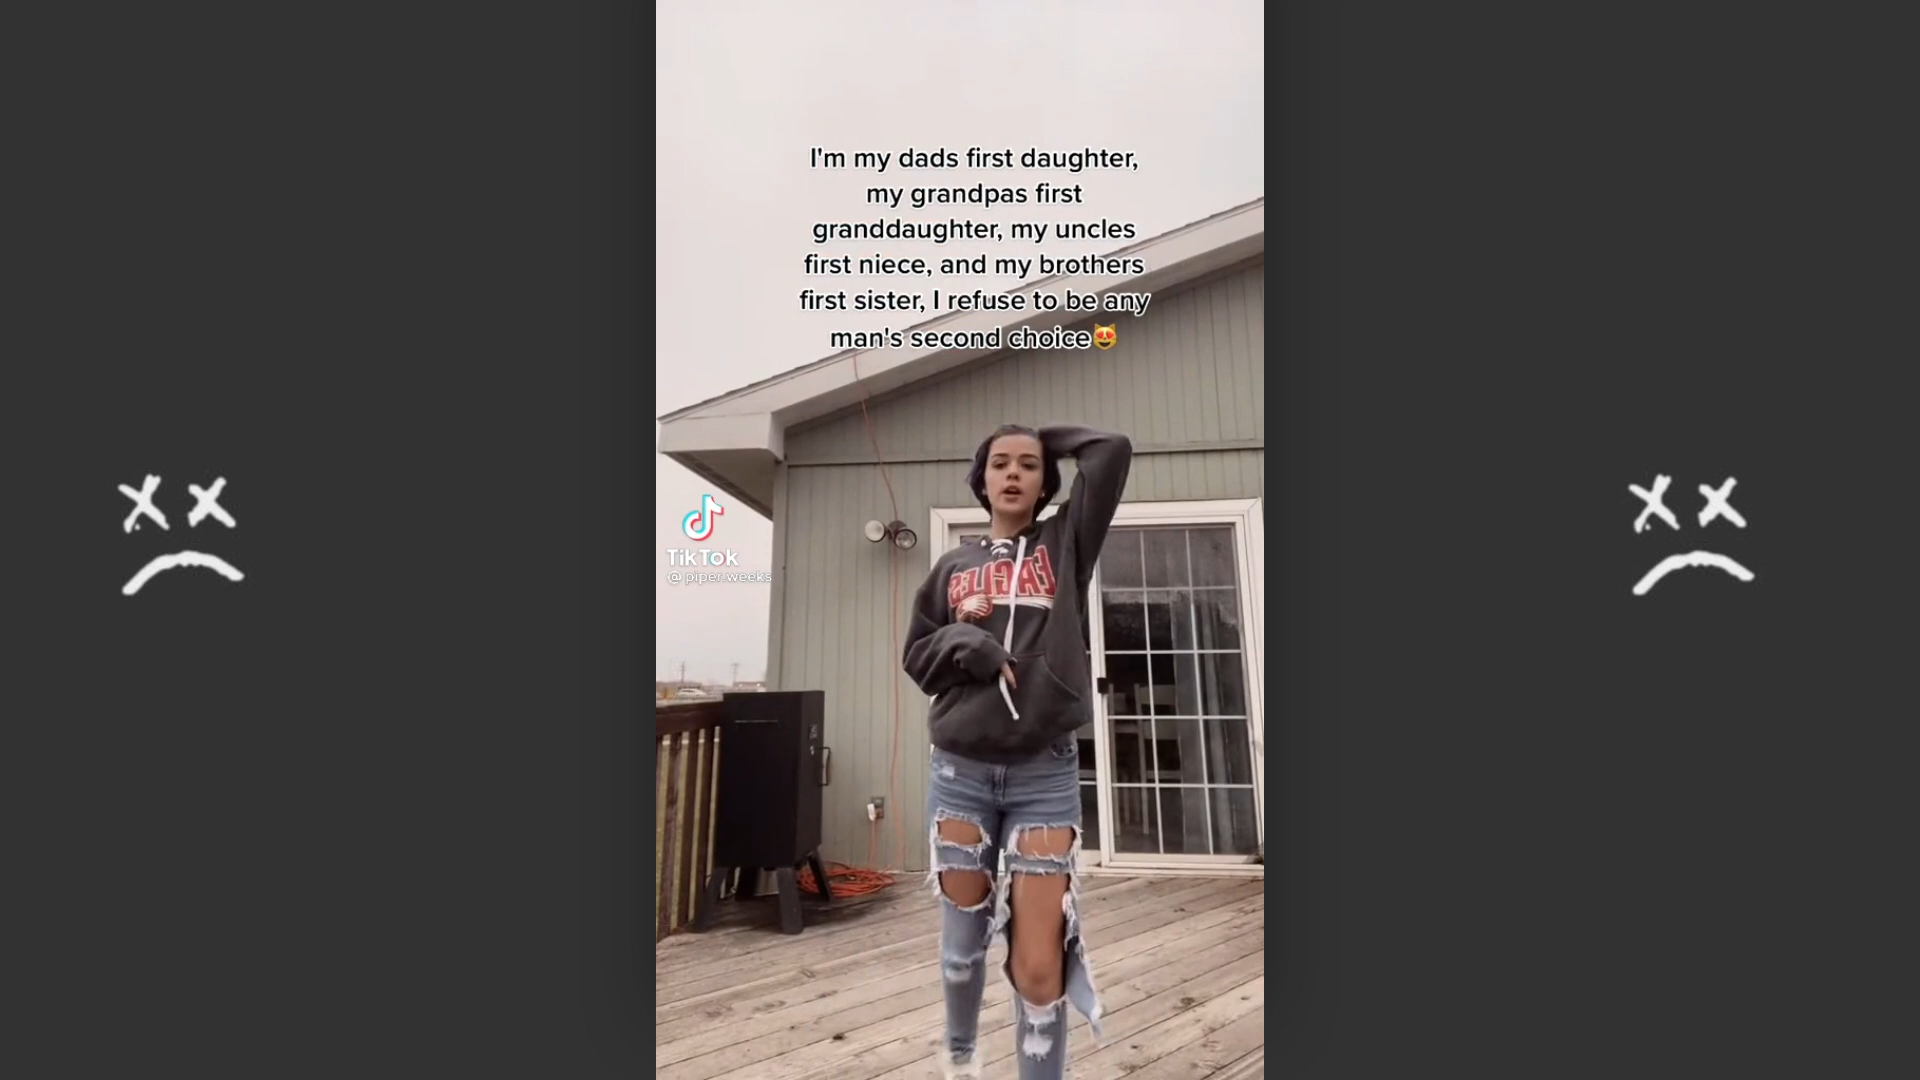 I'm my dads first daughter,
my grandpas first
granddaughter, my uncles
first niece, and my brothers
first sister, I refuse to be any
man's second choice😻
TikTok
@ piper.weeks
EAGLES